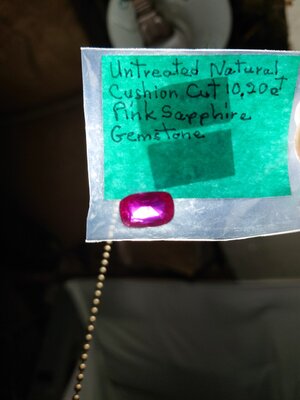 Untreated Natural
Cushion Cut 10.20ct
Pink Sapphire
Gemstone